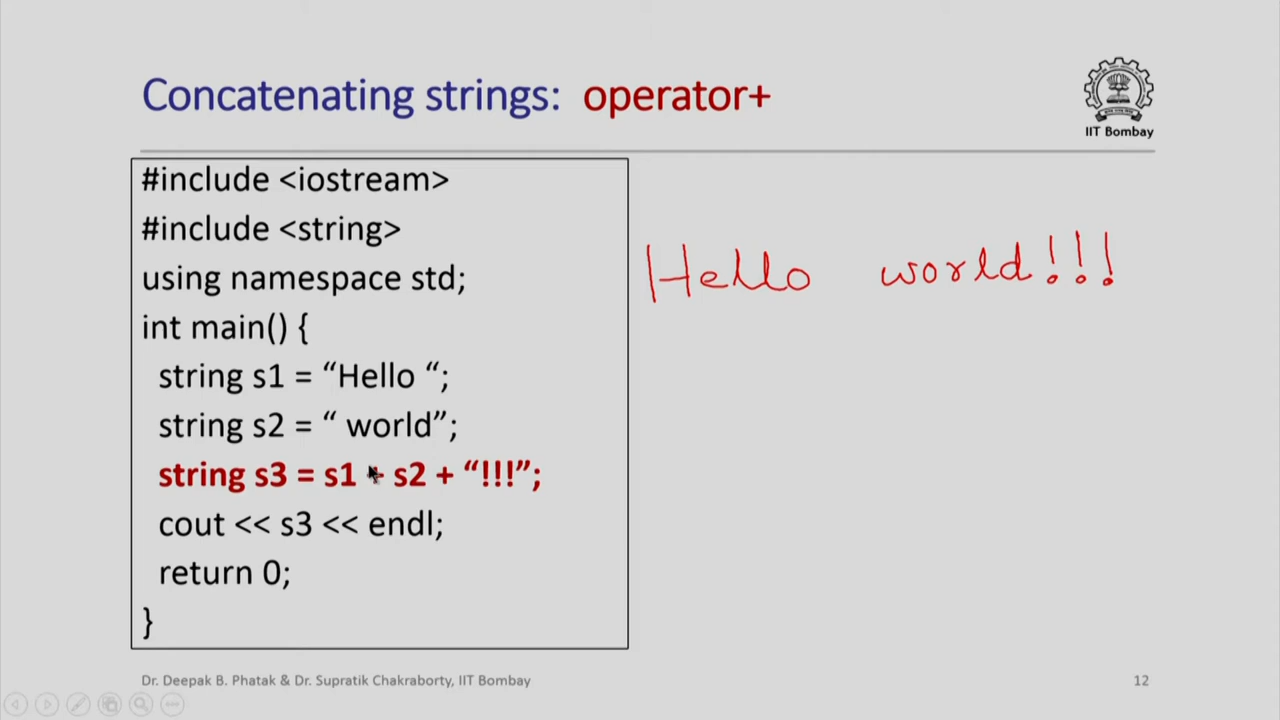 Concatenating strings: operator+
IIT Bombay
#include <iostream>
#include <string>
using namespace std;
int main() {
string s1 = “Hello “;
string s2 = “ world”;
string s3 = s1 + s2 + “!!!”;
cout << s3 << endl;
return 0;
}
Hello world!!!
Dr. Deepak B. Phatak & Dr. Supratik Chakraborty, IIT Bombay
12